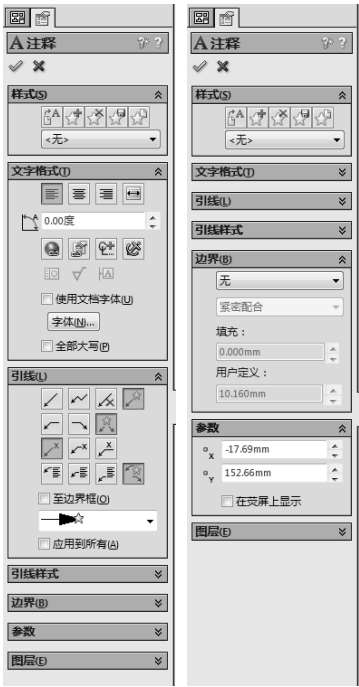 A注释
样式(S)
<无>
文字格式(T)
0.00度
使用文档字体(U)
字体(N)...
全部大写(P)
引线(L)
至边界框(O)
应用到所有(A)
引线样式
边界(B)
参数
图层(E)
A注释
样式(S)
<无>
文字格式(T)
引线(L)
引线样式
边界(B)
无
紧密配合
填充：
0.000mm
用户定义：
10.160mm
参数
X -17.69mm
Y 152.66mm
在荧屏上显示
图层(E)